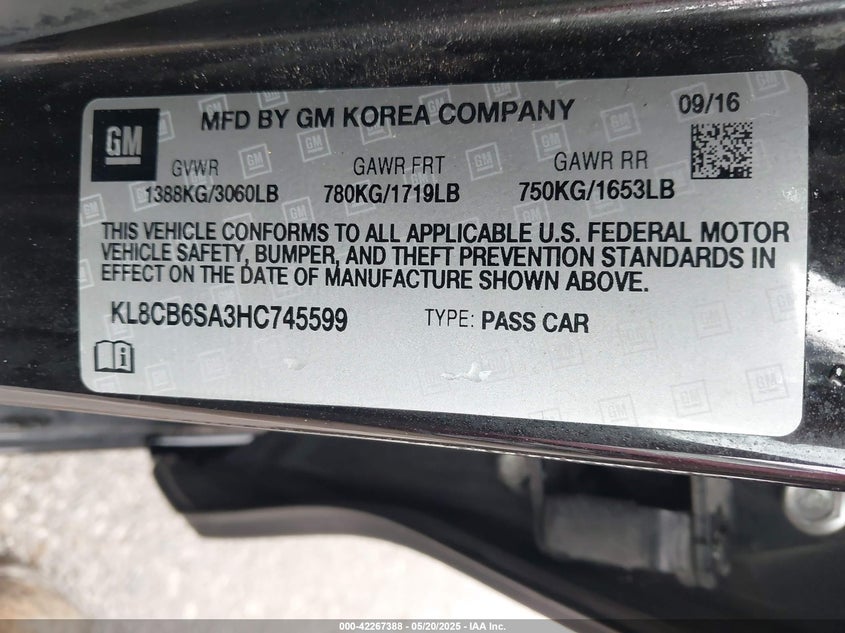 GM
MFD BY GM KOREA COMPANY
09/16
GVWR GAWR FRT GAWR RR
1388KG/3060LB 780KG/1719LB 750KG/1653LB
THIS VEHICLE CONFORMS TO ALL APPLICABLE U.S. FEDERAL MOTOR
VEHICLE SAFETY, BUMPER, AND THEFT PREVENTION STANDARDS IN
EFFECT ON THE DATE OF MANUFACTURE SHOWN ABOVE.
KL8CB6SA3HC745599 TYPE: PASS CAR
000-42267388 - 05/20/2025 - IAA Inc.